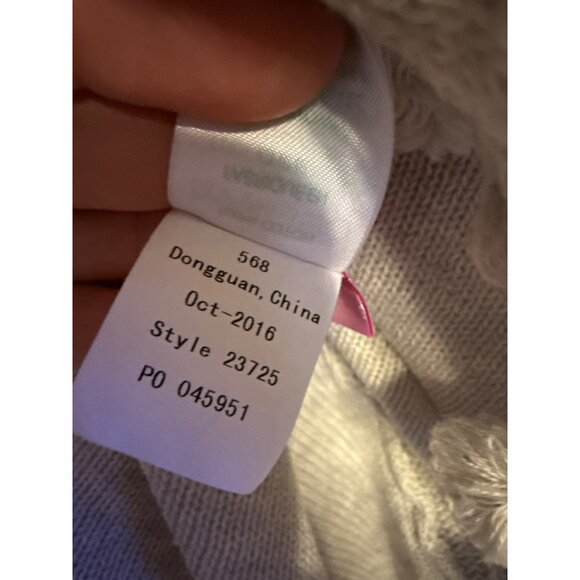 568
Dongguan, China
Oct-2016
Style 23725
PO 045951